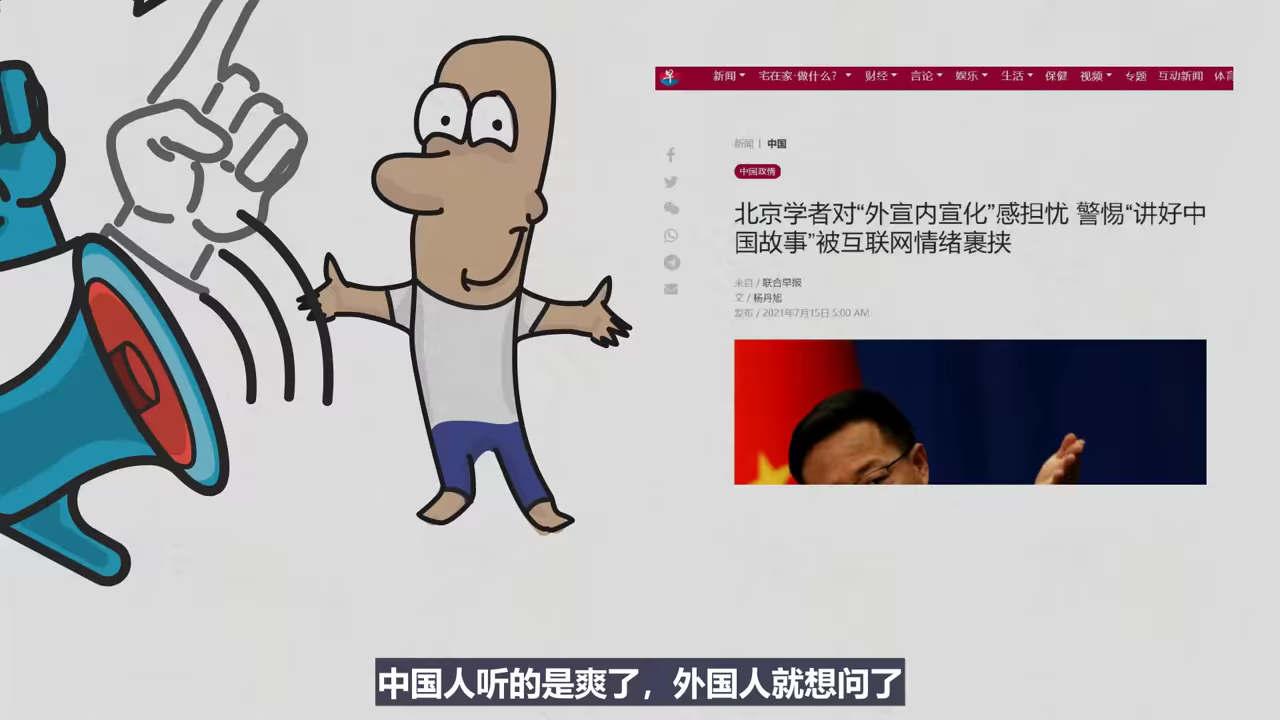 新闻 宅在家·做什么？ 财经 言论 娱乐 生活 保健 视频 专题 互动新闻 体育
新闻 | 中国
中国政情
北京学者对“外宣内宣化”感担忧 警惕“讲好中
国故事”被互联网情绪裹挟
来自 / 联合早报
文 / 杨丹旭
发布 / 2021年7月15日 5:00 AM
中国人听的是爽了，外国人就想问了